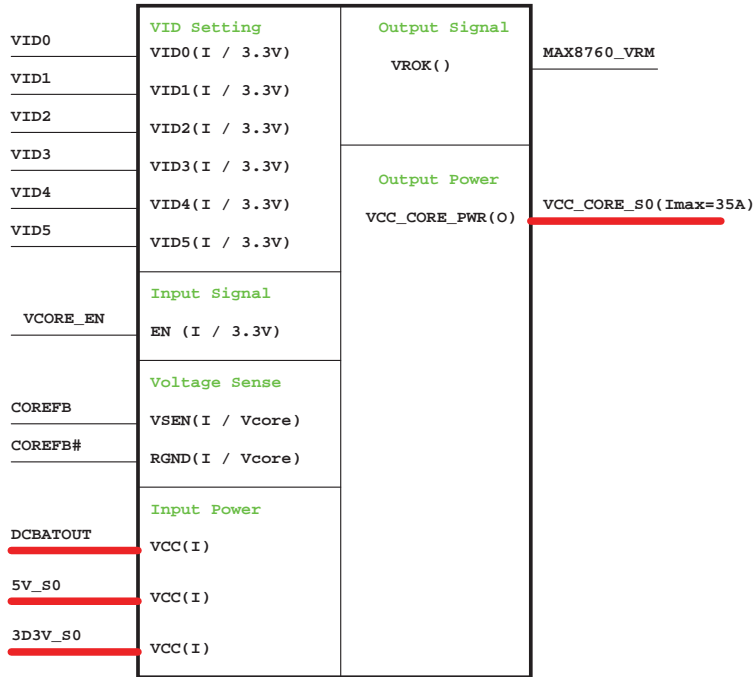 VID Setting
Output Signal
VID0
VID0(I / 3.3V)
MAX8760_VRM
VROK()
VID1
VID1(I / 3.3V)
VID2
VID2(I / 3.3V)
VID3
VID3(I / 3.3V)
Output Power
VID4
VID4(I / 3.3V)
VCC_CORE_PWR(O)
VCC_CORE_S0(Imax=35A)
VID5
VID5(I / 3.3V)
Input Signal
VCORE_EN
EN (I / 3.3V)
Voltage Sense
COREFB
VSEN(I / Vcore)
COREFB#
RGND(I / Vcore)
Input Power
DCBATOUT
VCC(I)
5V_S0
VCC(I)
3D3V_S0
VCC(I)